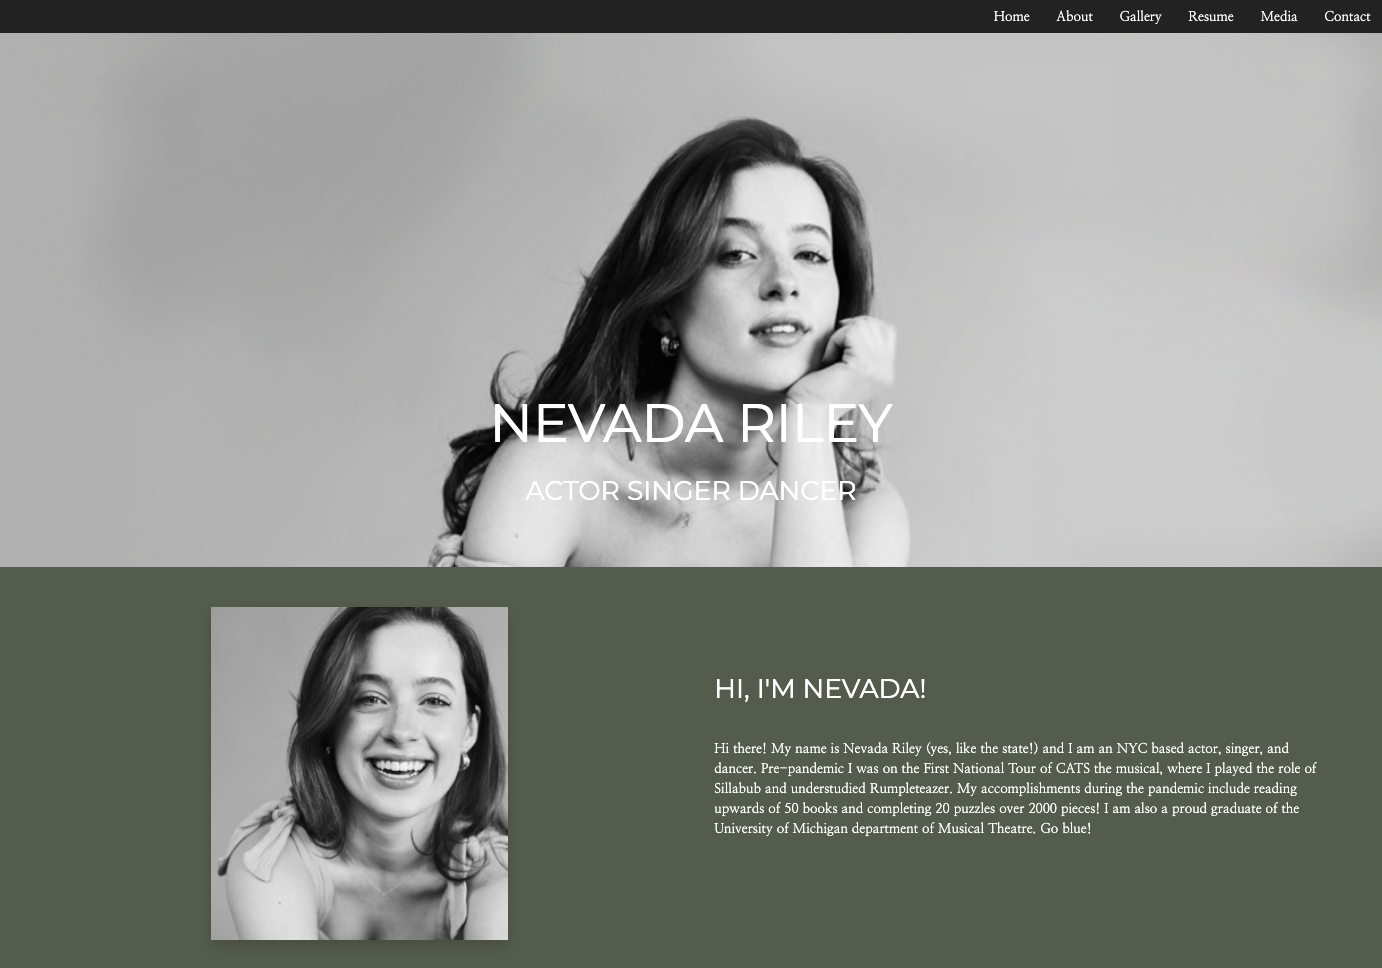 Home About Gallery Resume Media Contact
NEVADA RILEY
ACTOR SINGER DANCER
HI, I'M NEVADA!
Hi there! My name is Nevada Riley (yes, like the state!) and I am an NYC based actor, singer, and
dancer. Pre-pandemic I was on the First National Tour of CATS the musical, where I played the role of
Sillabub and understudied Rumpleteazer. My accomplishments during the pandemic include reading
upwards of 50 books and completing 20 puzzles over 2000 pieces! I am also a proud graduate of the
University of Michigan department of Musical Theatre. Go blue!